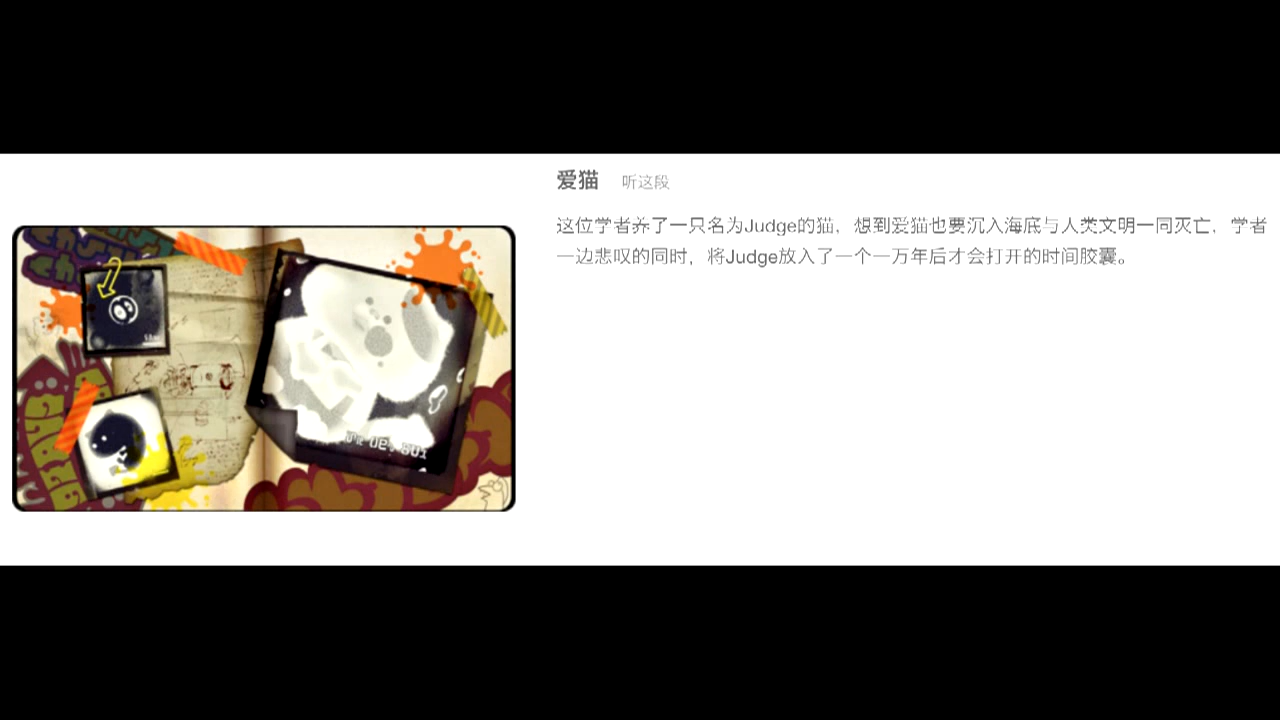 爱猫 听这段
这位学者养了一只名为Judge的猫，想到爱猫也要沉入海底与人类文明一同灭亡，学者
一边悲叹的同时，将Judge放入了一个一万年后才会打开的时间胶囊。